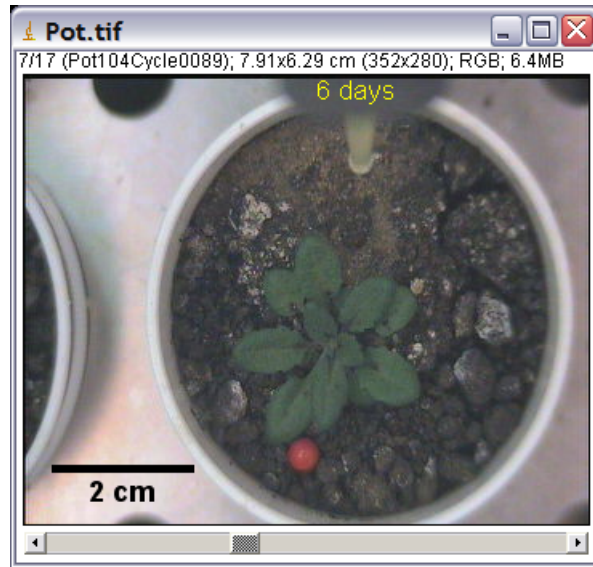 Pot.tif
7/17 (Pot104Cycle0089); 7.91x6.29 cm (352x280); RGB; 6.4MB
6 days
2 cm